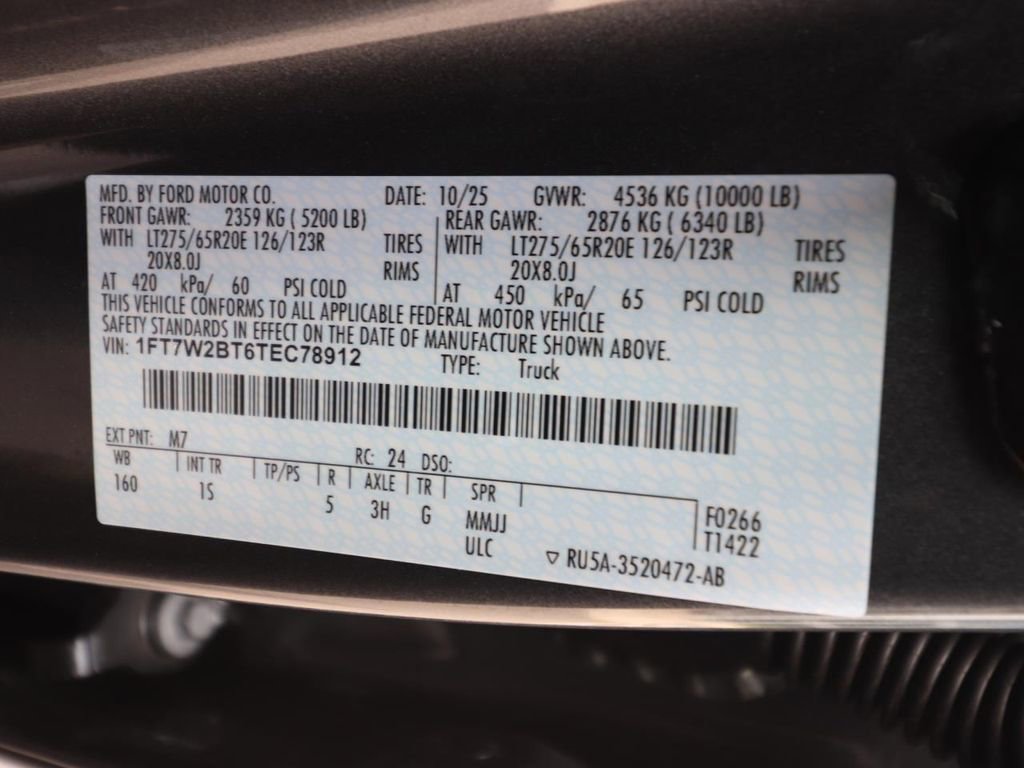 MFD. BY FORD MOTOR CO. DATE: 10/25 GVWR: 4536 KG (10000 LB)
FRONT GAWR: 2359 KG ( 5200 LB) REAR GAWR: 2876 KG ( 6340 LB)
WITH LT275/65R20E 126/123R TIRES WITH LT275/65R20E 126/123R TIRES
20X8.0J RIMS 20X8.0J RIMS
AT 420 kPa/ 60 PSI COLD AT 450 kPa/ 65 PSI COLD
THIS VEHICLE CONFORMS TO ALL APPLICABLE FEDERAL MOTOR VEHICLE
SAFETY STANDARDS IN EFFECT ON THE DATE OF MANUFACTURE SHOWN ABOVE.
VIN: 1FT7W2BT6TEC78912 TYPE: Truck
EXT PNT: M7 RC: 24 DSO:
WB INT TR TP/PS R AXLE TR SPR
160 1S 5 3H G MMJJ F0266
ULC T1422
RU5A-3520472-AB